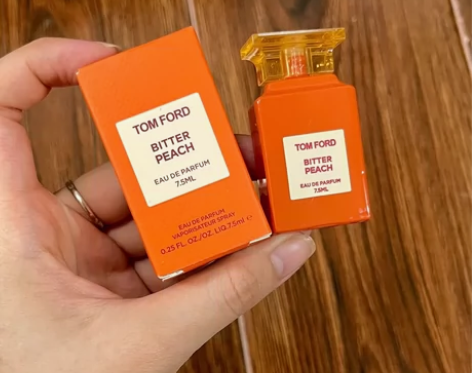 TOM FORD
BITTER
PEACH
EAU DE PARFUM
7.5ML
EAU DE PARFUM
VAPORISATEUR SPRAY
0.25 FL. OZ./OZ. LIQ.7.5ml ℮
TOM FORD
BITTER
PEACH
EAU DE PARFUM
7.5ML